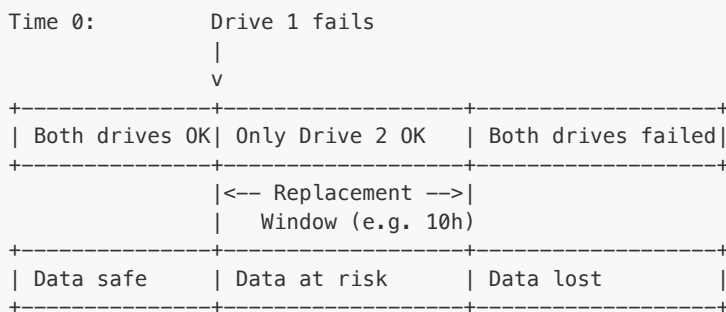 Time 0:         Drive 1 fails
                |
                v
+---------------+-------------------+-------------------+
| Both drives OK| Only Drive 2 OK   | Both drives failed|
+---------------+-------------------+-------------------+
                |<-- Replacement -->|
                |   Window (e.g. 10h)
+---------------+-------------------+-------------------+
| Data safe     | Data at risk      | Data lost         |
+---------------+-------------------+-------------------+